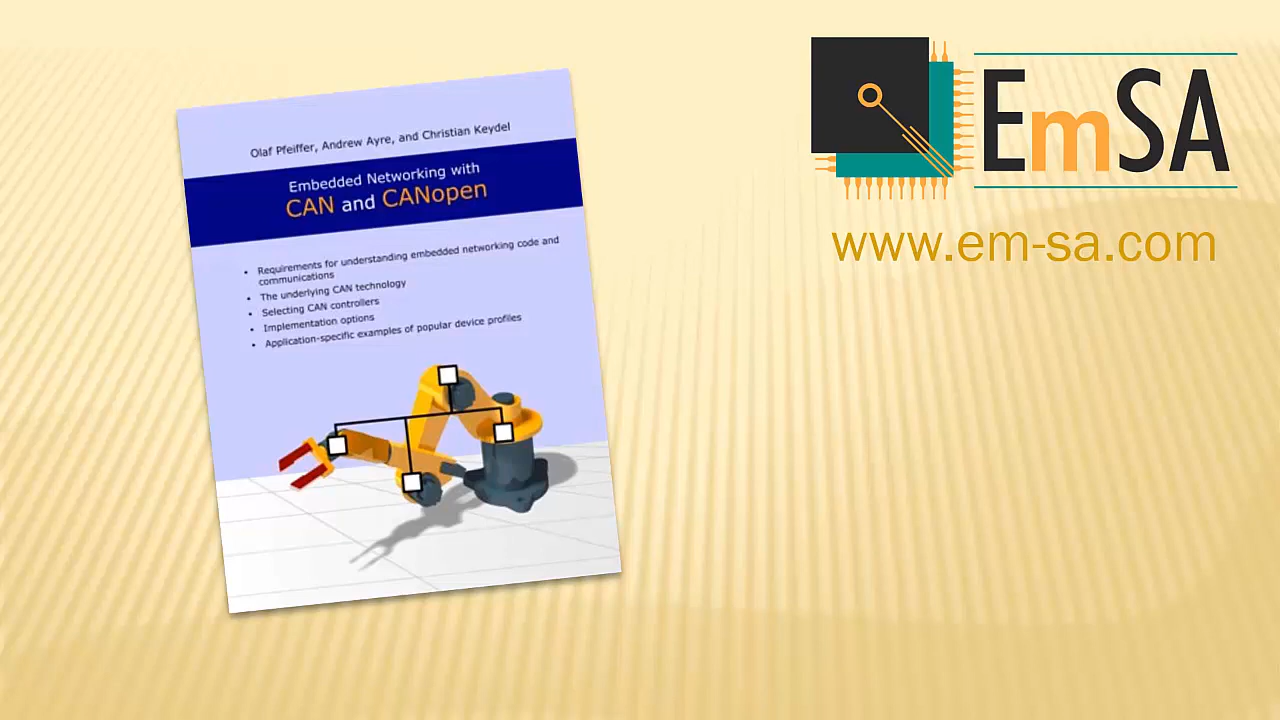 Olaf Pfeiffer, Andrew Ayre, and Christian Keydel
Embedded Networking with
CAN and CANopen
• Requirements for understanding embedded networking code and
communications
• The underlying CAN technology
• Selecting CAN controllers
• Implementation options
• Application-specific examples of popular device profiles
EmSA
www.em-sa.com